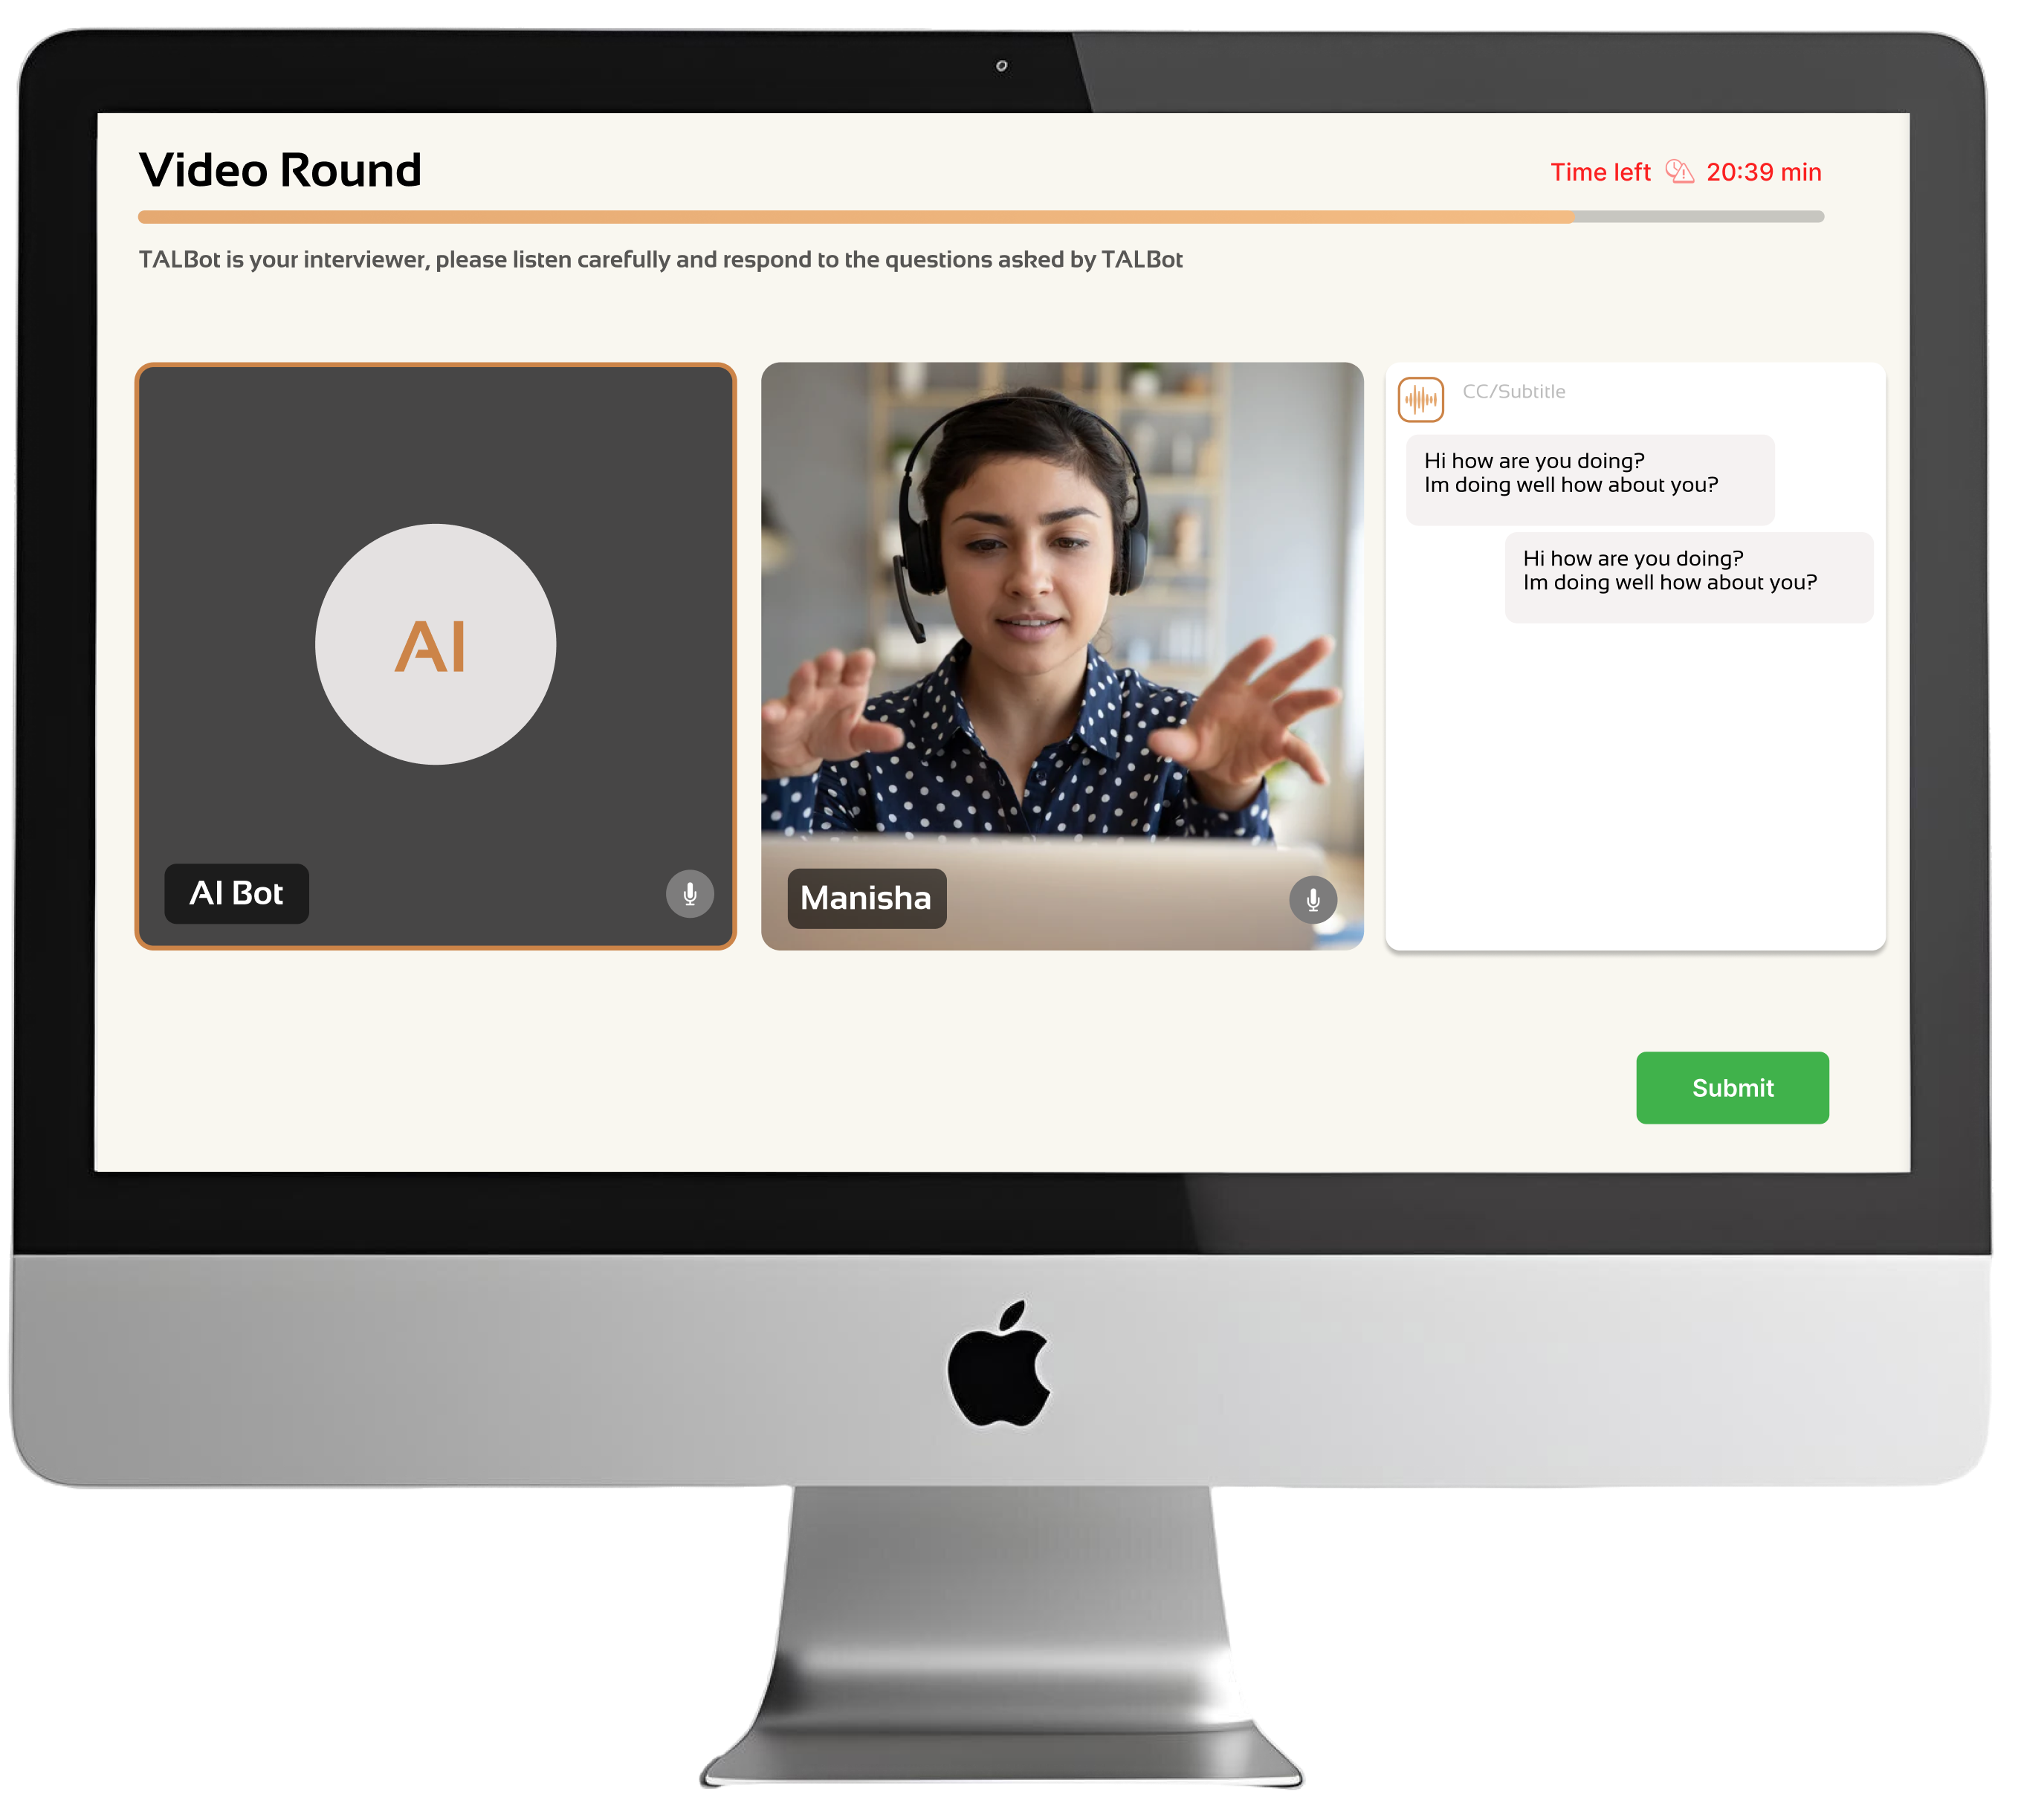 Video Round
Time left 20:39 min
TALBot is your interviewer, please listen carefully and respond to the questions asked by TALBot
AI
AI Bot
Manisha
CC/Subtitle
Hi how are you doing?
Im doing well how about you?
Hi how are you doing?
Im doing well how about you?
Submit